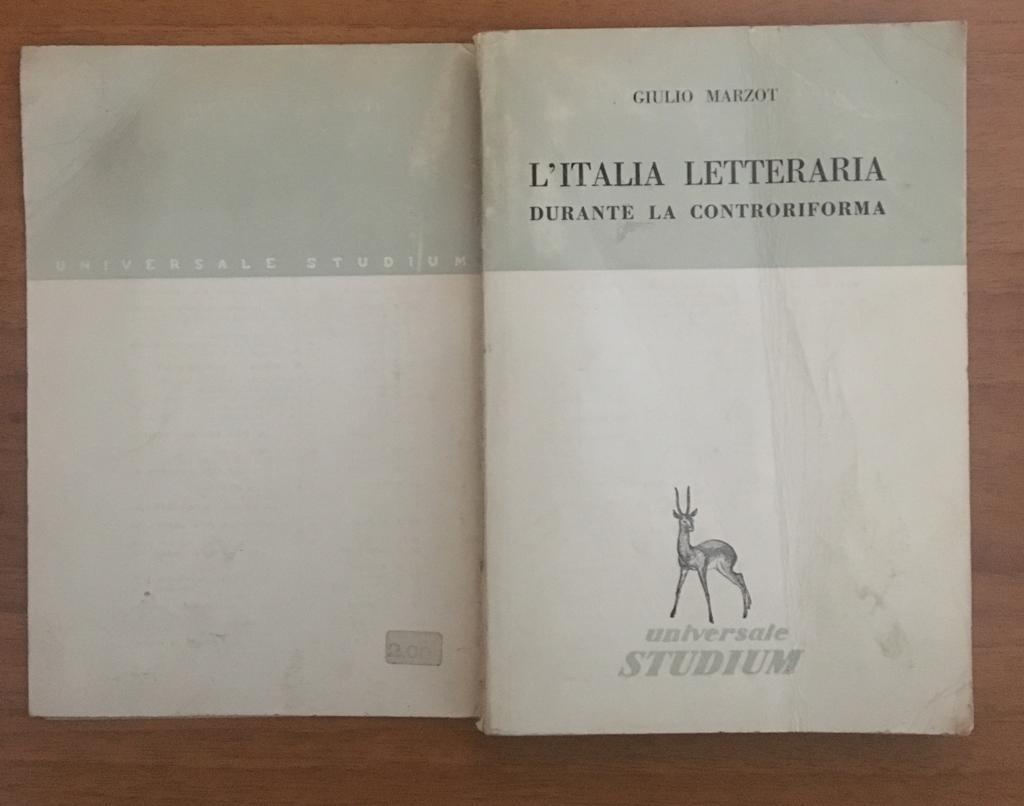 UNIVERSALE STUDIUM
GIULIO MARZOT
L'ITALIA LETTERARIA
DURANTE LA CONTRORIFORMA
universale
STUDIUM